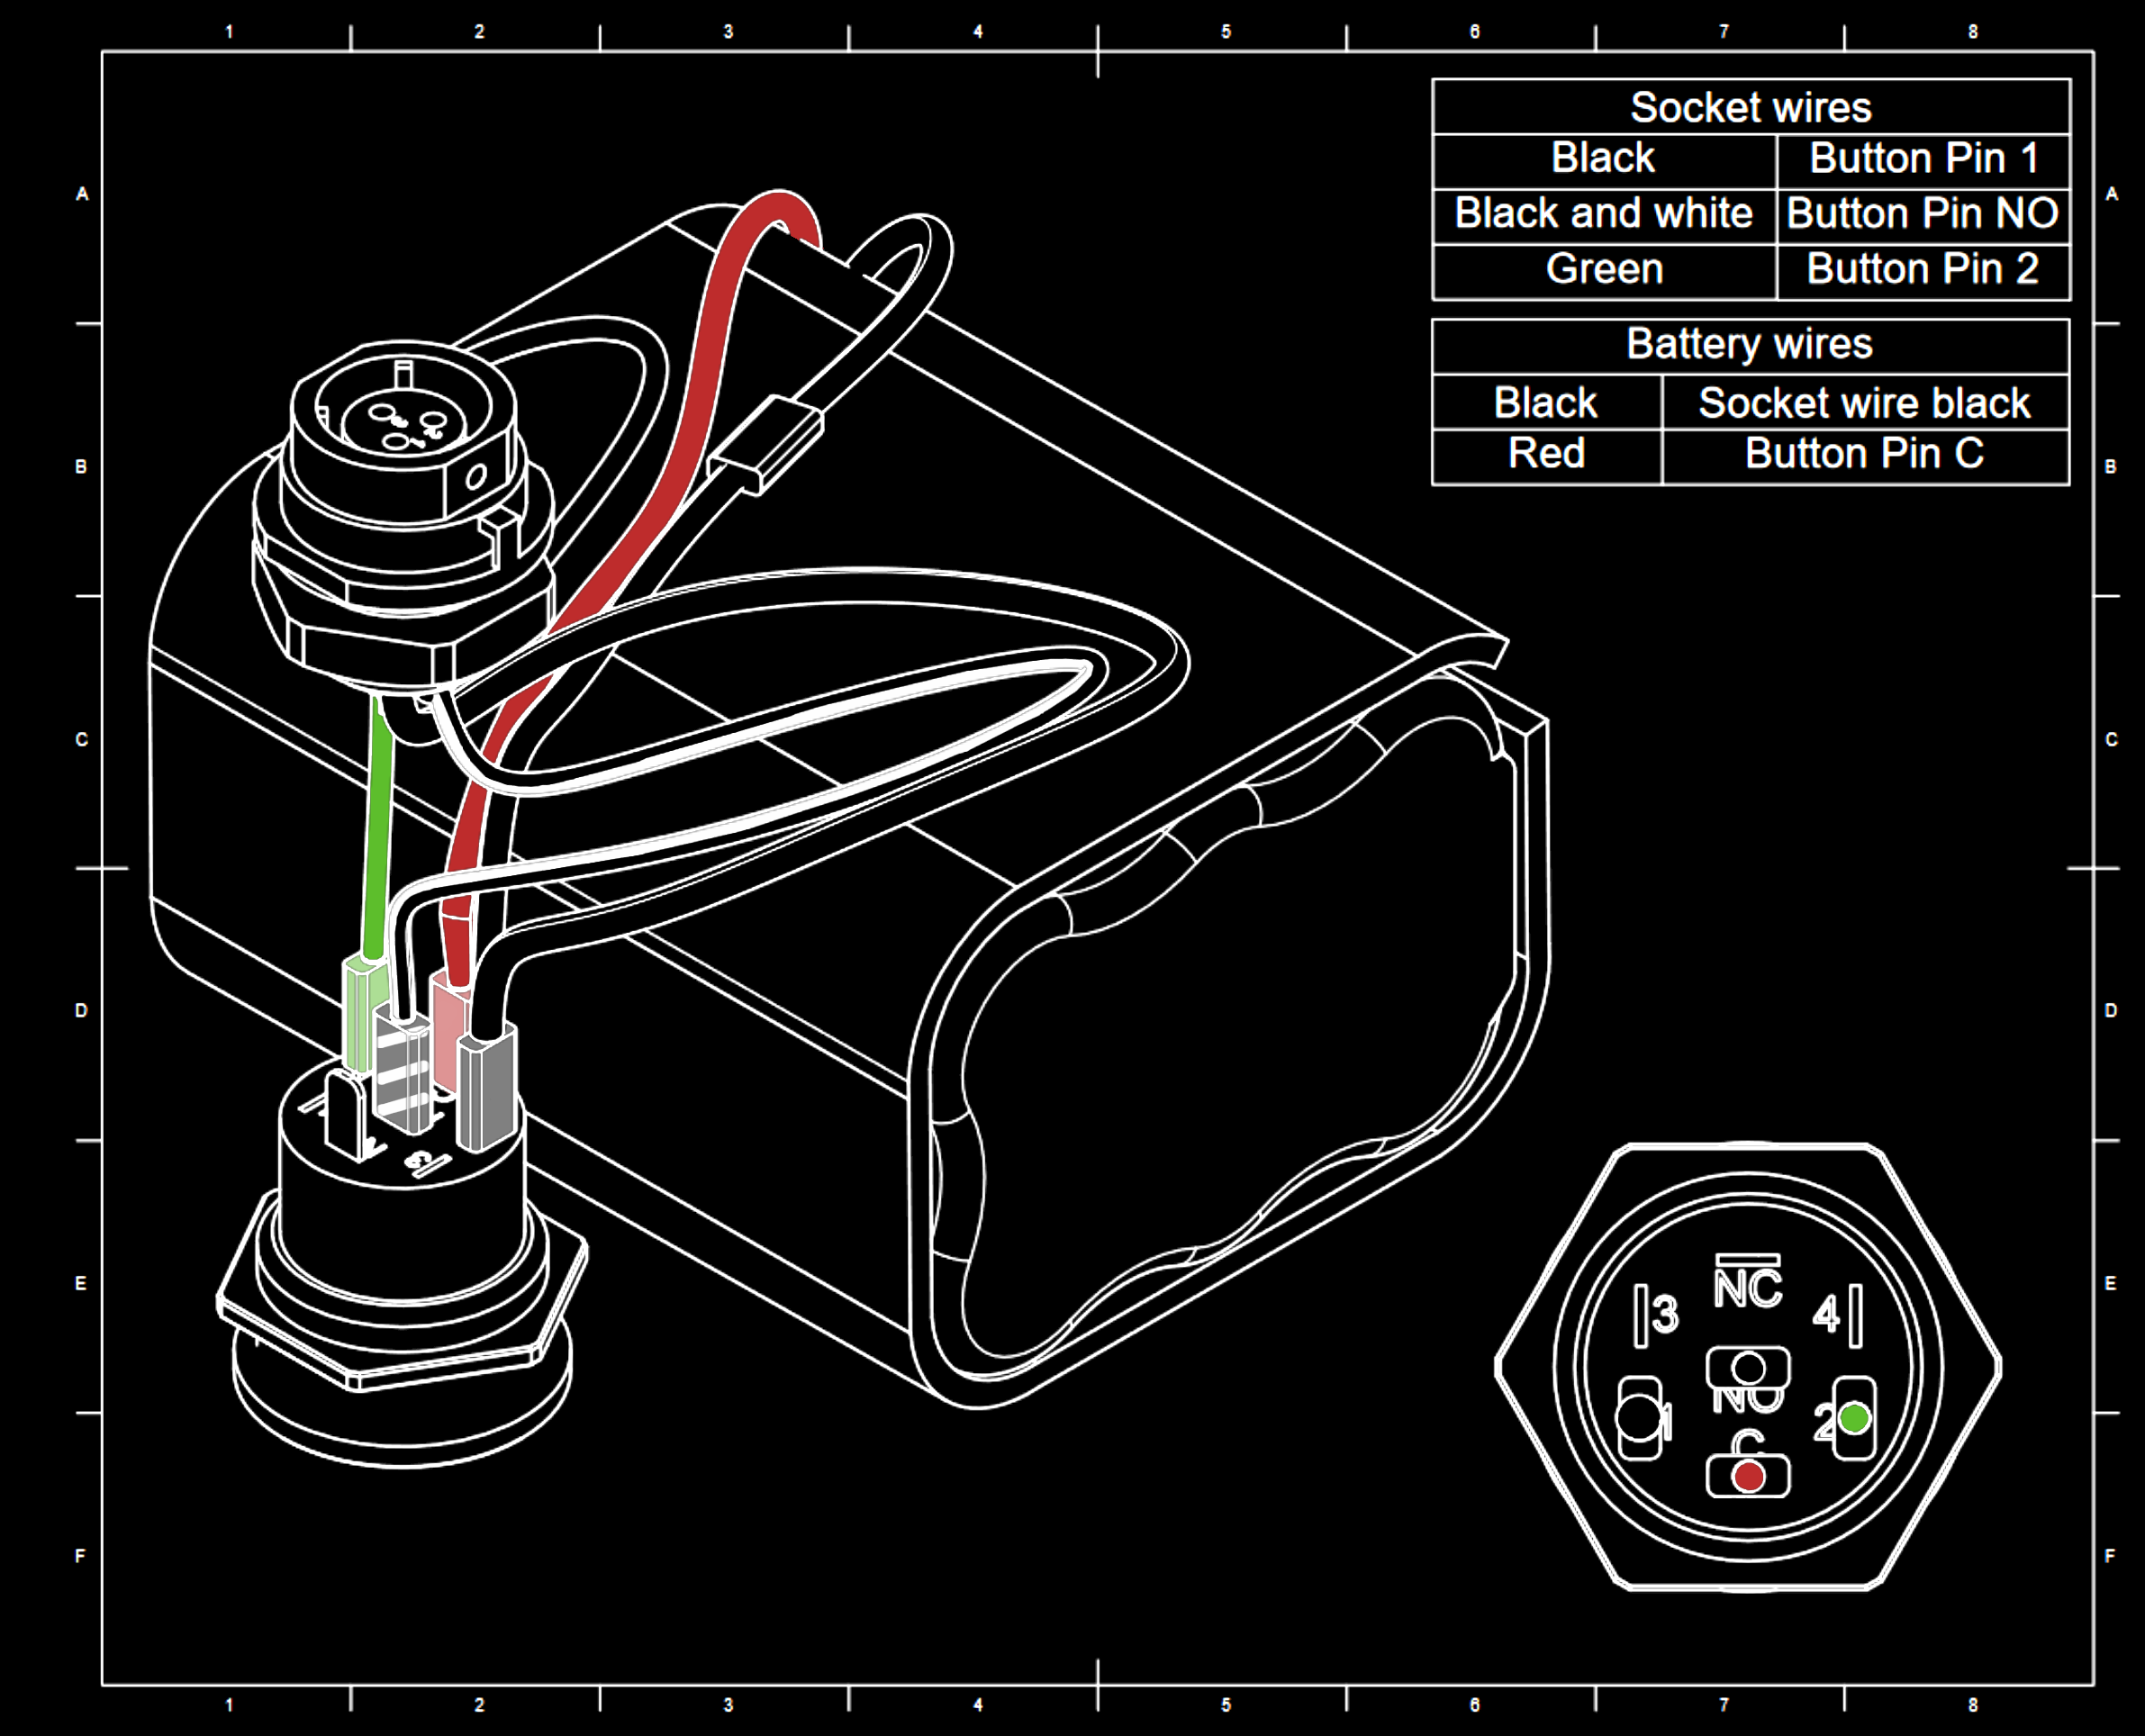 1 2 3 4 5 6 7 8
Socket wires
Black Button Pin 1
A Black and white Button Pin NO A
Green Button Pin 2
Battery wires
Black Socket wire black
B Red Button Pin C B
C C
D D
NC
E 3 4 E
NO
1 2
C
F F
1 2 3 4 5 6 7 8